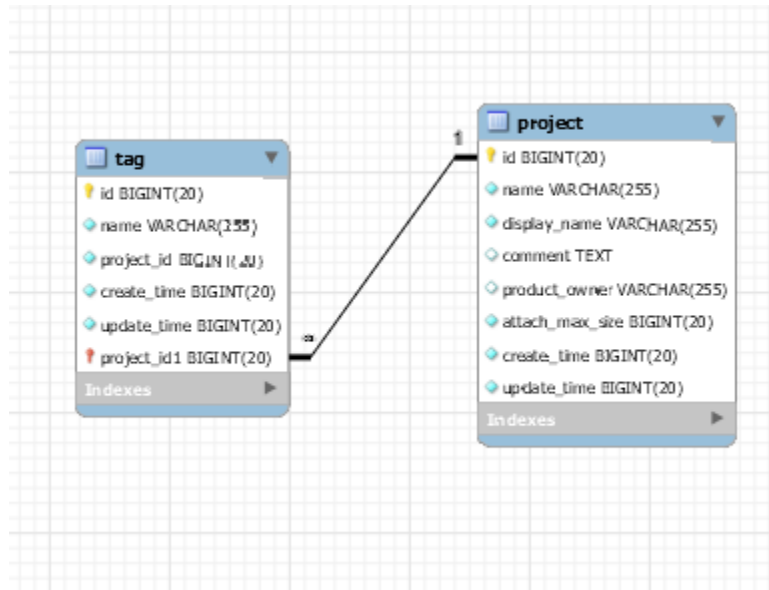 tag
id BIGINT(20)
name VARCHAR(255)
project_id BIGINT(20)
create_time BIGINT(20)
update_time BIGINT(20)
project_id1 BIGINT(20)
Indexes
∞
1
project
id BIGINT(20)
name VARCHAR(255)
display_name VARCHAR(255)
comment TEXT
product_owner VARCHAR(255)
attach_max_size BIGINT(20)
create_time BIGINT(20)
update_time BIGINT(20)
Indexes